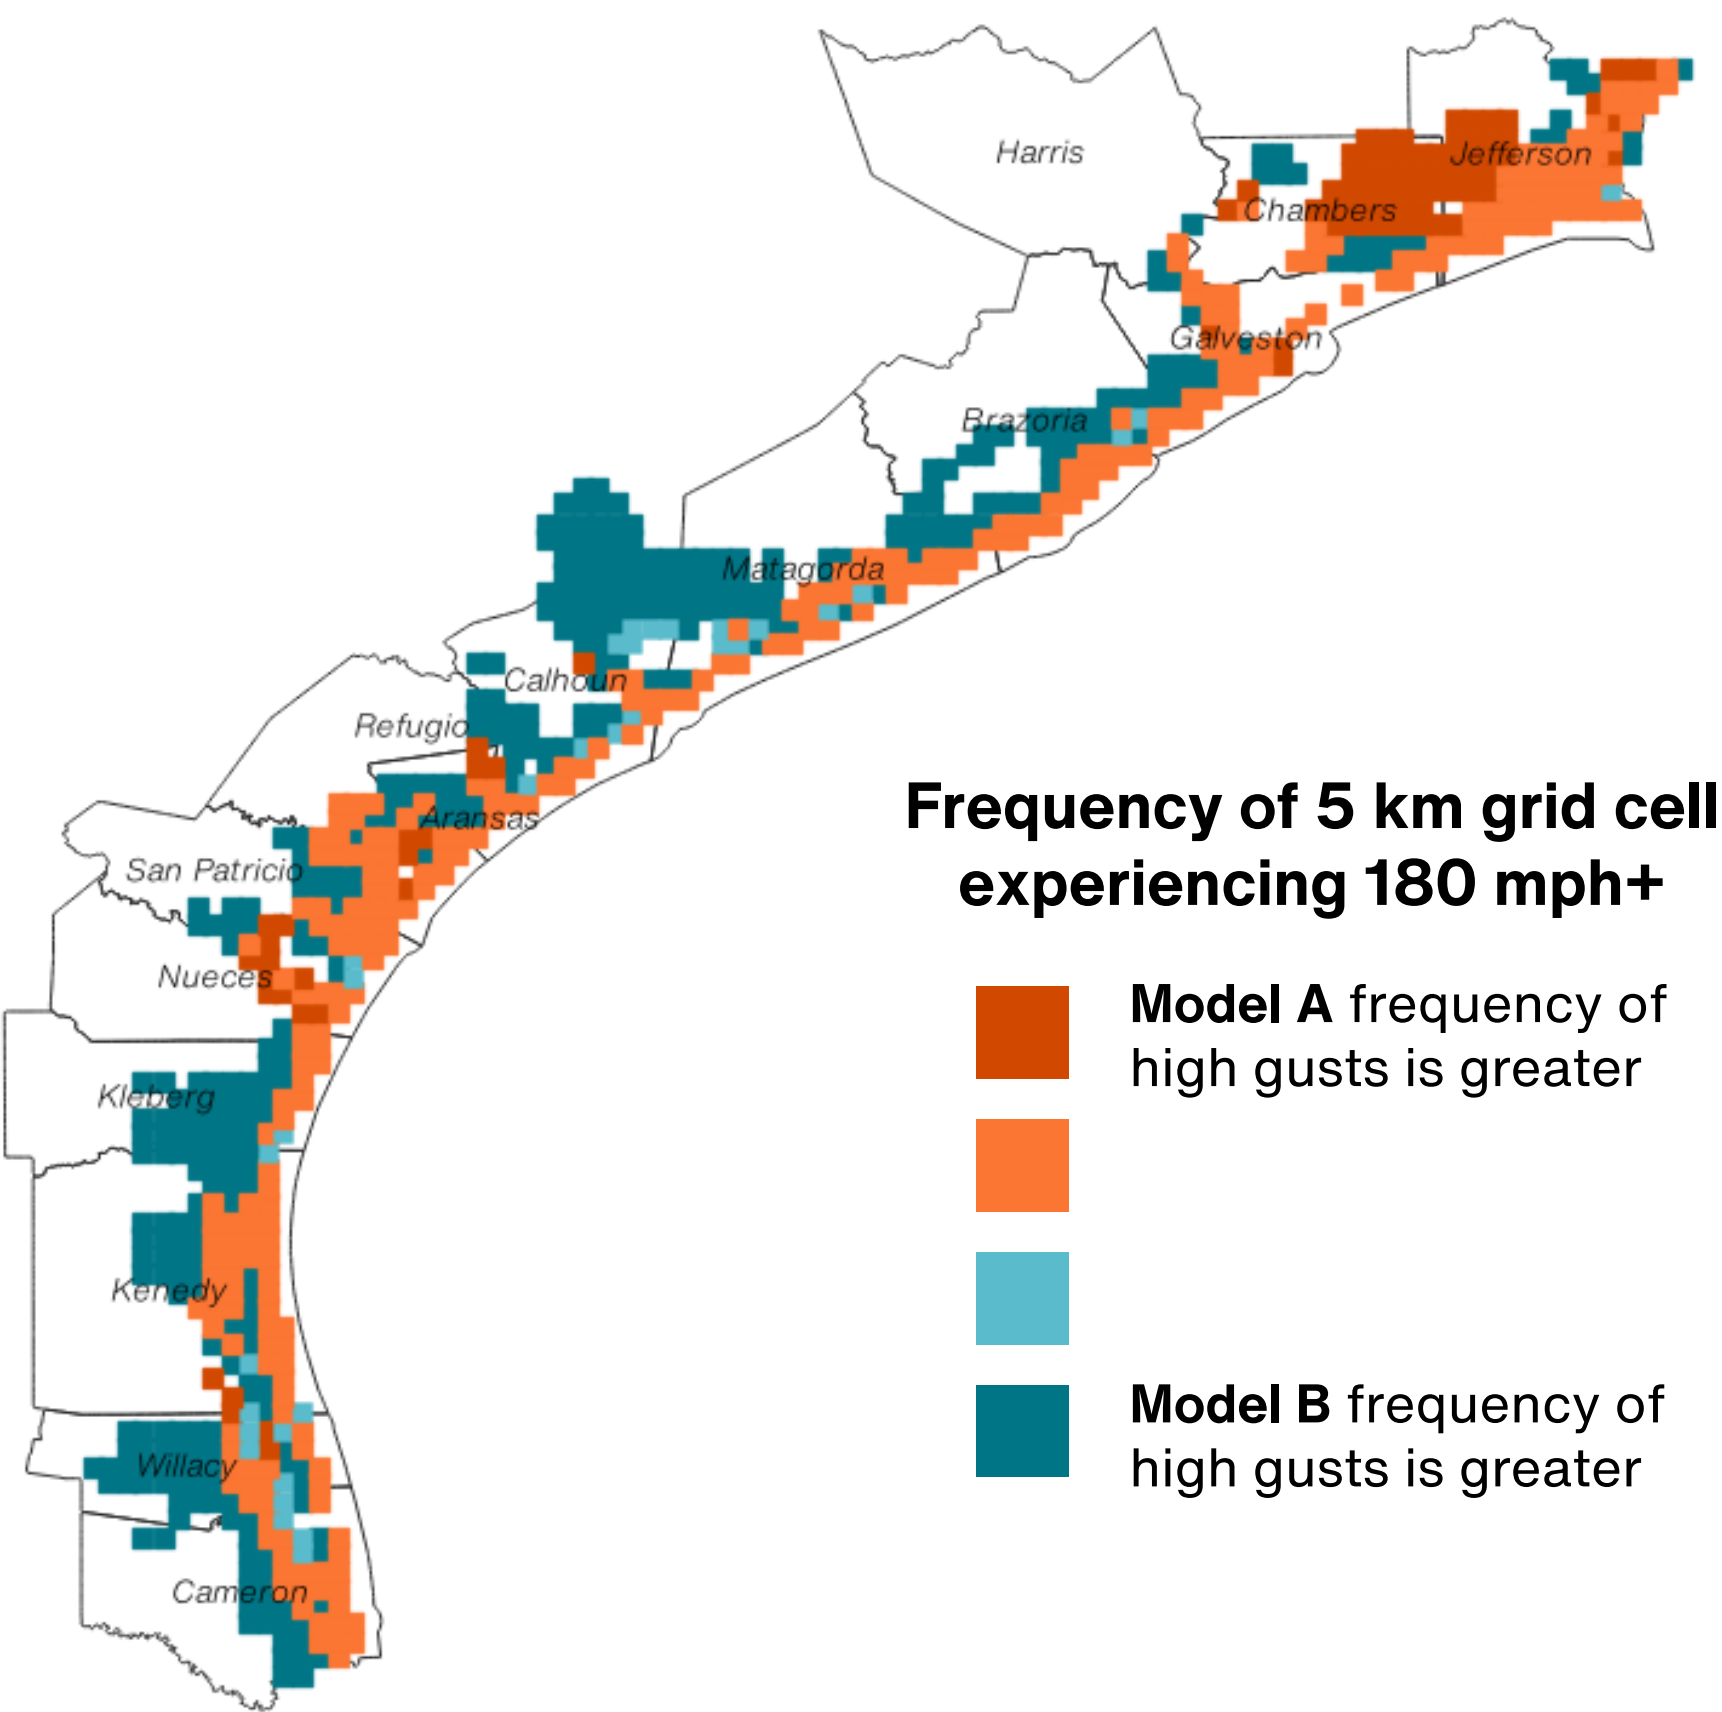 Harris
Jefferson
Chambers
Galveston
Brazoria
Matagorda
Calhoun
Refugio
Aransas
San Patricio
Nueces
Kleberg
Kenedy
Willacy
Cameron
Frequency of 5 km grid cell
experiencing 180 mph+
Model A frequency of
high gusts is greater
Model B frequency of
high gusts is greater